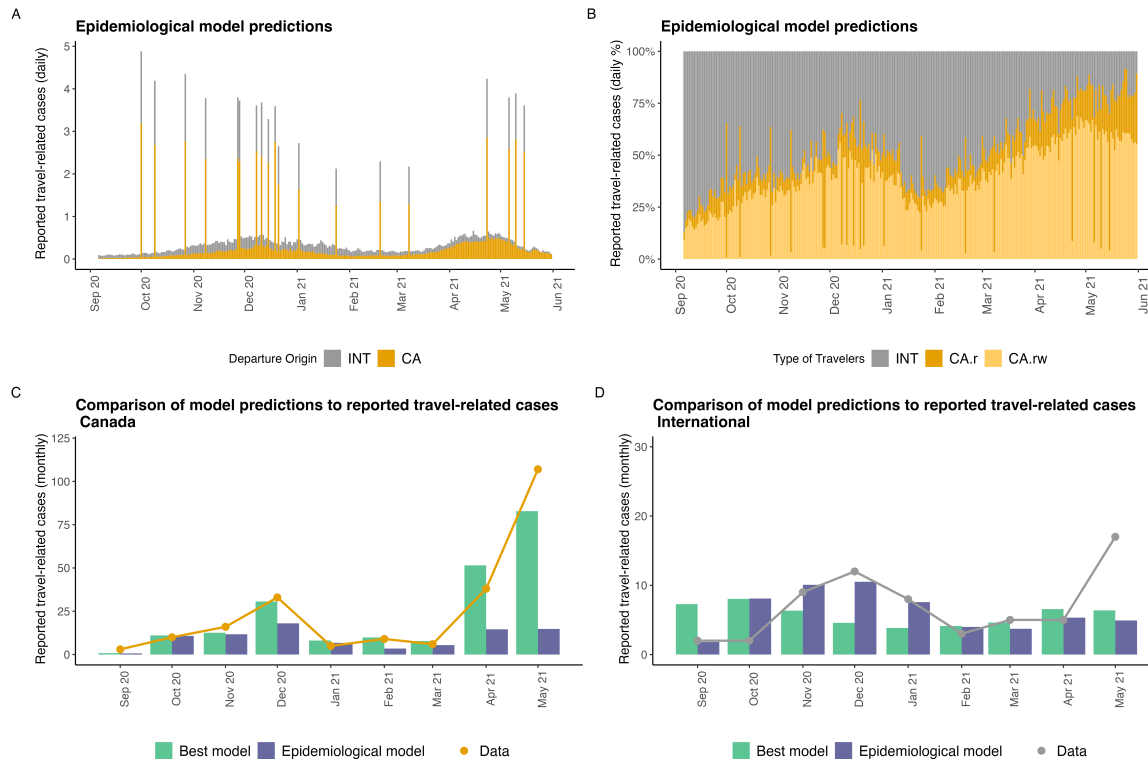 A
Epidemiological model predictions
Reported travel-related cases (daily)
5
4
3
2
1
0
Sep 20
Oct 20
Nov 20
Dec 20
Jan 21
Feb 21
Mar 21
Apr 21
May 21
Jun 21
Departure Origin INT CA
B
Epidemiological model predictions
Reported travel-related cases (daily %)
100%
75%
50%
25%
0%
Sep 20
Oct 20
Nov 20
Dec 20
Jan 21
Feb 21
Mar 21
Apr 21
May 21
Jun 21
Type of Travelers INT CA.r CA.rw
C
Comparison of model predictions to reported travel-related cases
Canada
Reported travel-related cases (monthly)
125
100
75
50
25
0
Sep 20
Oct 20
Nov 20
Dec 20
Jan 21
Feb 21
Mar 21
Apr 21
May 21
Best model Epidemiological model Data
D
Comparison of model predictions to reported travel-related cases
International
Reported travel-related cases (monthly)
30
20
10
0
Sep 20
Oct 20
Nov 20
Dec 20
Jan 21
Feb 21
Mar 21
Apr 21
May 21
Best model Epidemiological model Data